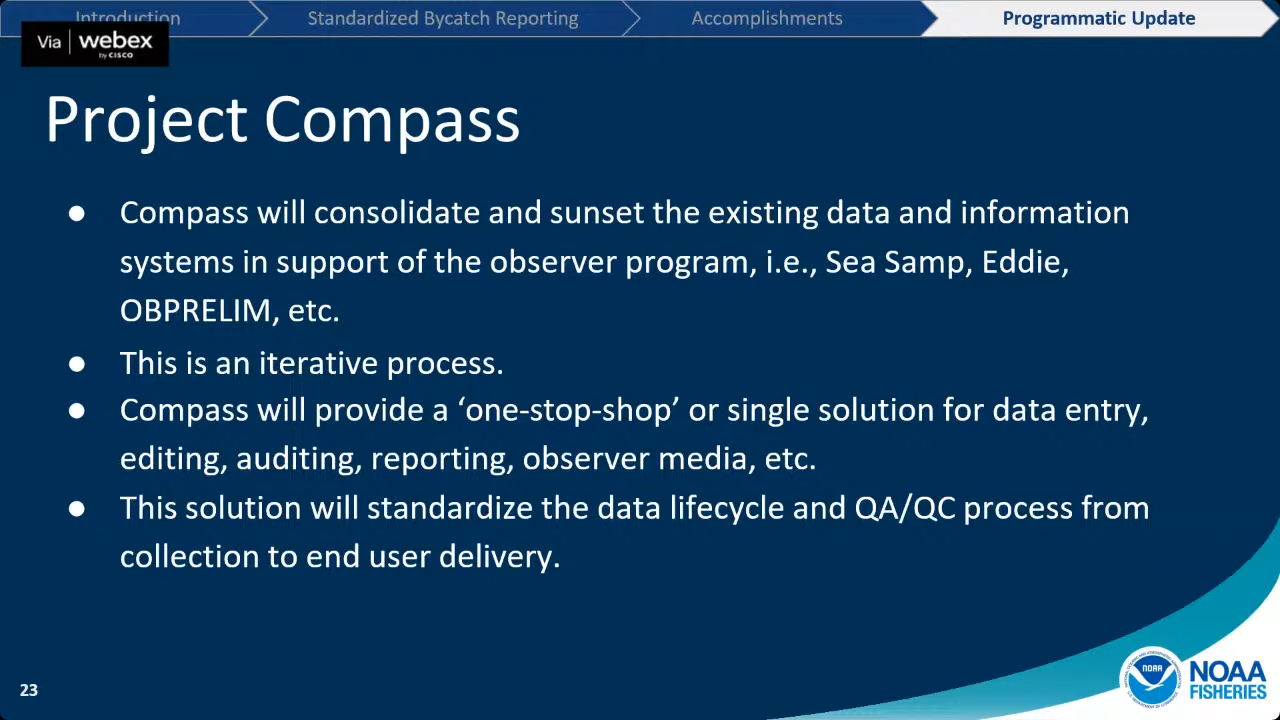 Introduction
Standardized Bycatch Reporting
Accomplishments
Programmatic Update
Via | webex
by CISCO
Project Compass
● Compass will consolidate and sunset the existing data and information
systems in support of the observer program, i.e., Sea Samp, Eddie,
OBPRELIM, etc.
● This is an iterative process.
● Compass will provide a ‘one-stop-shop’ or single solution for data entry,
editing, auditing, reporting, observer media, etc.
● This solution will standardize the data lifecycle and QA/QC process from
collection to end user delivery.
23
NOAA
NOAA
FISHERIES